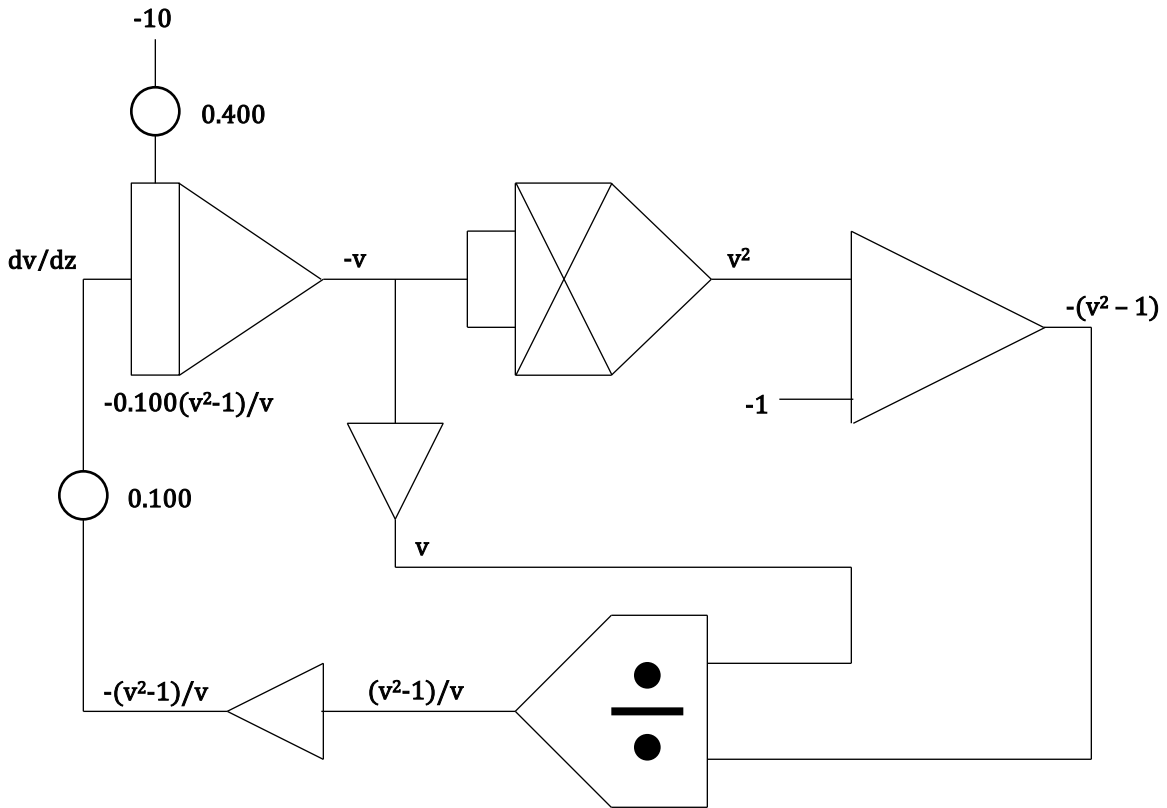 -10
0.400
dv/dz
-v
v²
-(v² – 1)
-0.100(v²-1)/v
-1
0.100
v
-(v²-1)/v
(v²-1)/v